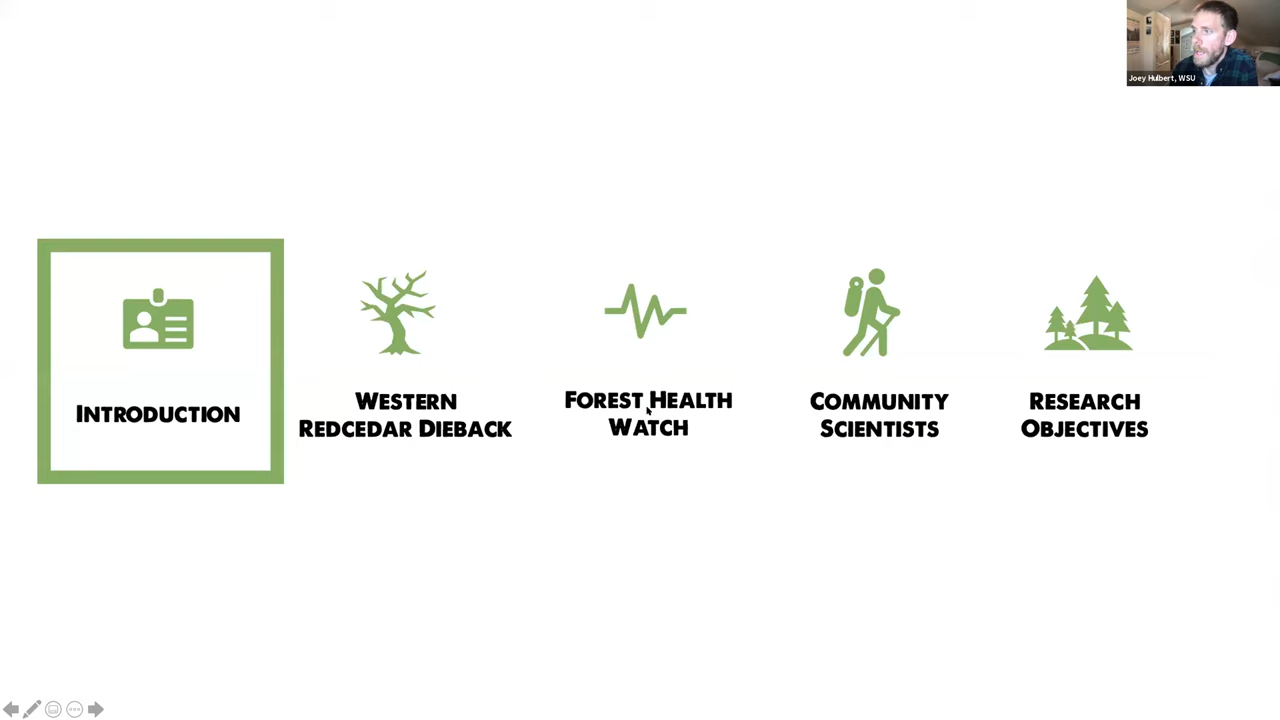 Joey Hulbert, WSU
INTRODUCTION
WESTERN
REDCEDAR DIEBACK
FOREST HEALTH
WATCH
COMMUNITY
SCIENTISTS
RESEARCH
OBJECTIVES